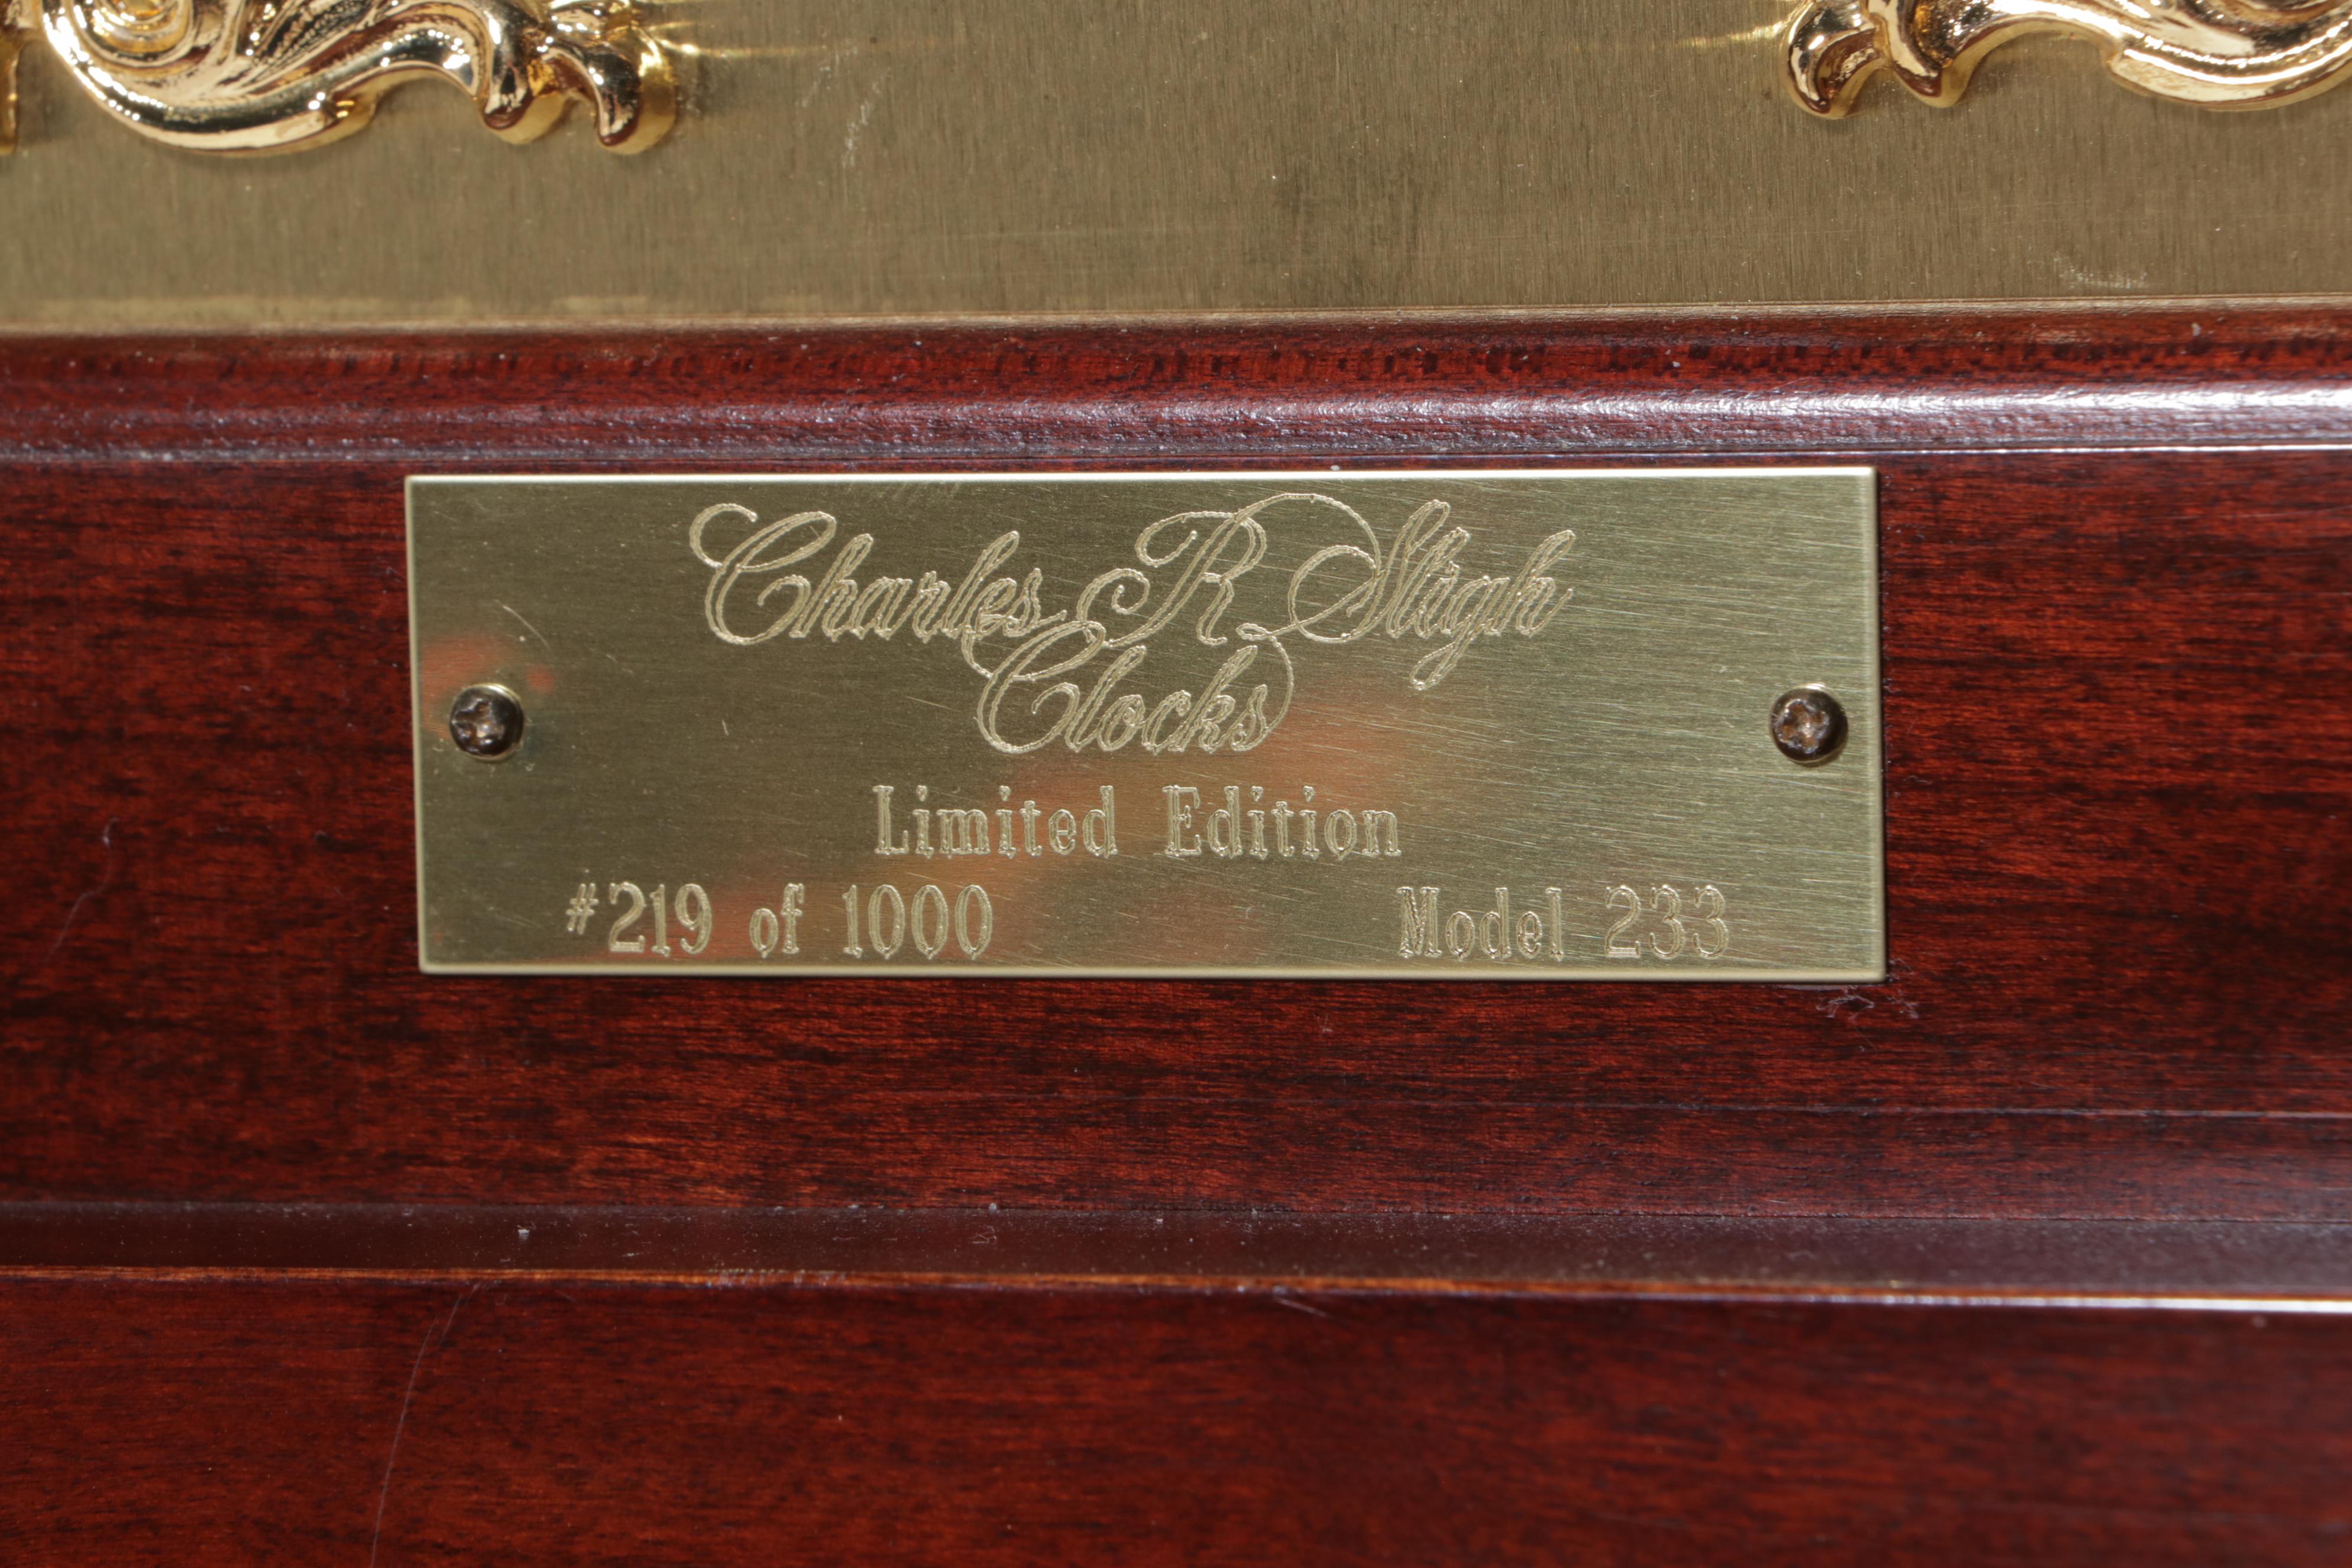 Charles R Sligh
Clocks
Limited Edition
#219 of 1000 Model 233